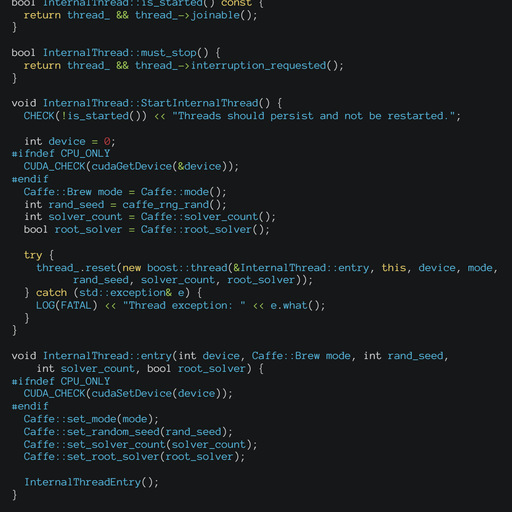 bool InternalThread::is_started() const {
  return thread_ && thread_->joinable();
}

bool InternalThread::must_stop() {
  return thread_ && thread_->interruption_requested();
}

void InternalThread::StartInternalThread() {
  CHECK(!is_started()) << "Threads should persist and not be restarted.";

  int device = 0;
#ifndef CPU_ONLY
  CUDA_CHECK(cudaGetDevice(&device));
#endif
  Caffe::Brew mode = Caffe::mode();
  int rand_seed = caffe_rng_rand();
  int solver_count = Caffe::solver_count();
  bool root_solver = Caffe::root_solver();

  try {
    thread_.reset(new boost::thread(&InternalThread::entry, this, device, mode,
          rand_seed, solver_count, root_solver));
  } catch (std::exception& e) {
    LOG(FATAL) << "Thread exception: " << e.what();
  }
}

void InternalThread::entry(int device, Caffe::Brew mode, int rand_seed,
    int solver_count, bool root_solver) {
#ifndef CPU_ONLY
  CUDA_CHECK(cudaSetDevice(device));
#endif
  Caffe::set_mode(mode);
  Caffe::set_random_seed(rand_seed);
  Caffe::set_solver_count(solver_count);
  Caffe::set_root_solver(root_solver);

  InternalThreadEntry();
}